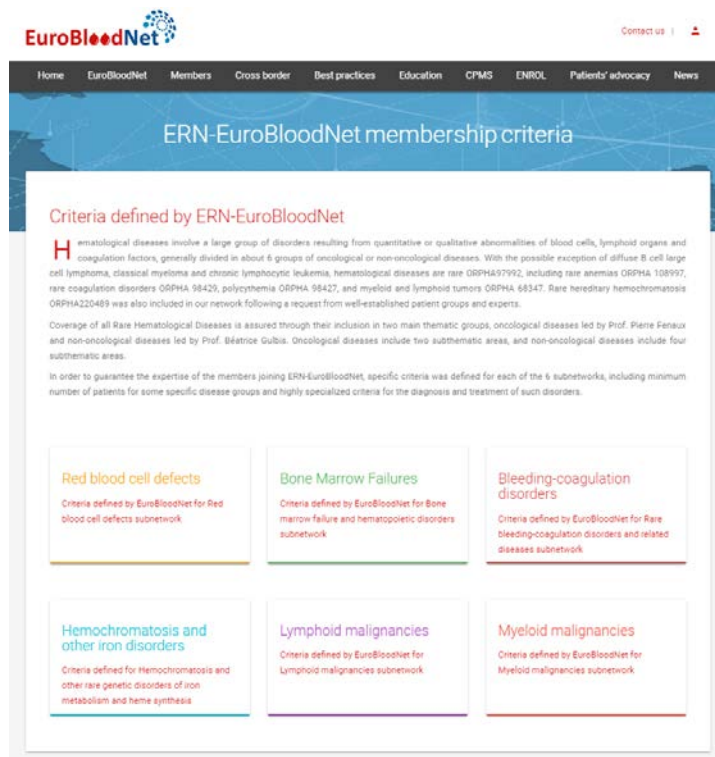 EuroBloodNet
Contact us |
Home EuroBloodNet Members Cross border Best practices Education CPMS ENROL Patients' advocacy News
ERN-EuroBloodNet membership criteria
Criteria defined by ERN-EuroBloodNet
Hematological diseases involve a large group of disorders resulting from quantitative or qualitative abnormalities of blood cells, lymphoid organs and
coagulation factors, generally divided in about 6 groups of oncological or non-oncological diseases. With the possible exception of diffuse B cell large
cell lymphoma, classical myeloma and chronic lymphocytic leukemia, hematological diseases are rare ORPHA97992, including rare anemias ORPHA 108997,
rare coagulation disorders ORPHA 98429, polycythemia ORPHA 98427, and myeloid and lymphoid tumors ORPHA 68347. Rare hereditary hemochromatosis
ORPHA220489 was also included in our network following a request from well-established patient groups and experts.
Coverage of all Rare Hematological Diseases is assured through their inclusion in two main thematic groups, oncological diseases led by Prof. Pierre Fenaux
and non-oncological diseases led by Prof. Béatrice Gulbis. Oncological diseases include two subthematic areas, and non-oncological diseases include four
subthematic areas.
In order to guarantee the expertise of the members joining ERN-EuroBloodNet, specific criteria was defined for each of the 6 subnetworks, including minimum
number of patients for some specific disease groups and highly specialized criteria for the diagnosis and treatment of such disorders.
Red blood cell defects
Criteria defined by EuroBloodNet for Red
blood cell defects subnetwork
Bone Marrow Failures
Criteria defined by EuroBloodNet for Bone
marrow failure and hematopoietic disorders
subnetwork
Bleeding-coagulation
disorders
Criteria defined by EuroBloodNet for Rare
bleeding-coagulation disorders and related
diseases subnetwork
Hemochromatosis and
other iron disorders
Criteria defined for Hemochromatosis and
other rare genetic disorders of iron
metabolism and heme synthesis
Lymphoid malignancies
Criteria defined by EuroBloodNet for
Lymphoid malignancies subnetwork
Myeloid malignancies
Criteria defined by EuroBloodNet for
Myeloid malignancies subnetwork